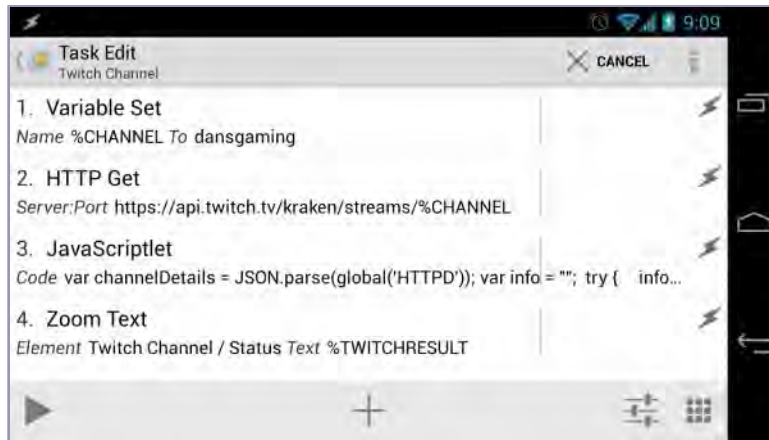 9:09
Task Edit
Twitch Channel
CANCEL
1. Variable Set
Name %CHANNEL To dansgaming
2. HTTP Get
Server:Port https://api.twitch.tv/kraken/streams/%CHANNEL
3. JavaScriptlet
Code var channelDetails = JSON.parse(global('HTTPD')); var info = ""; try { info...
4. Zoom Text
Element Twitch Channel / Status Text %TWITCHRESULT